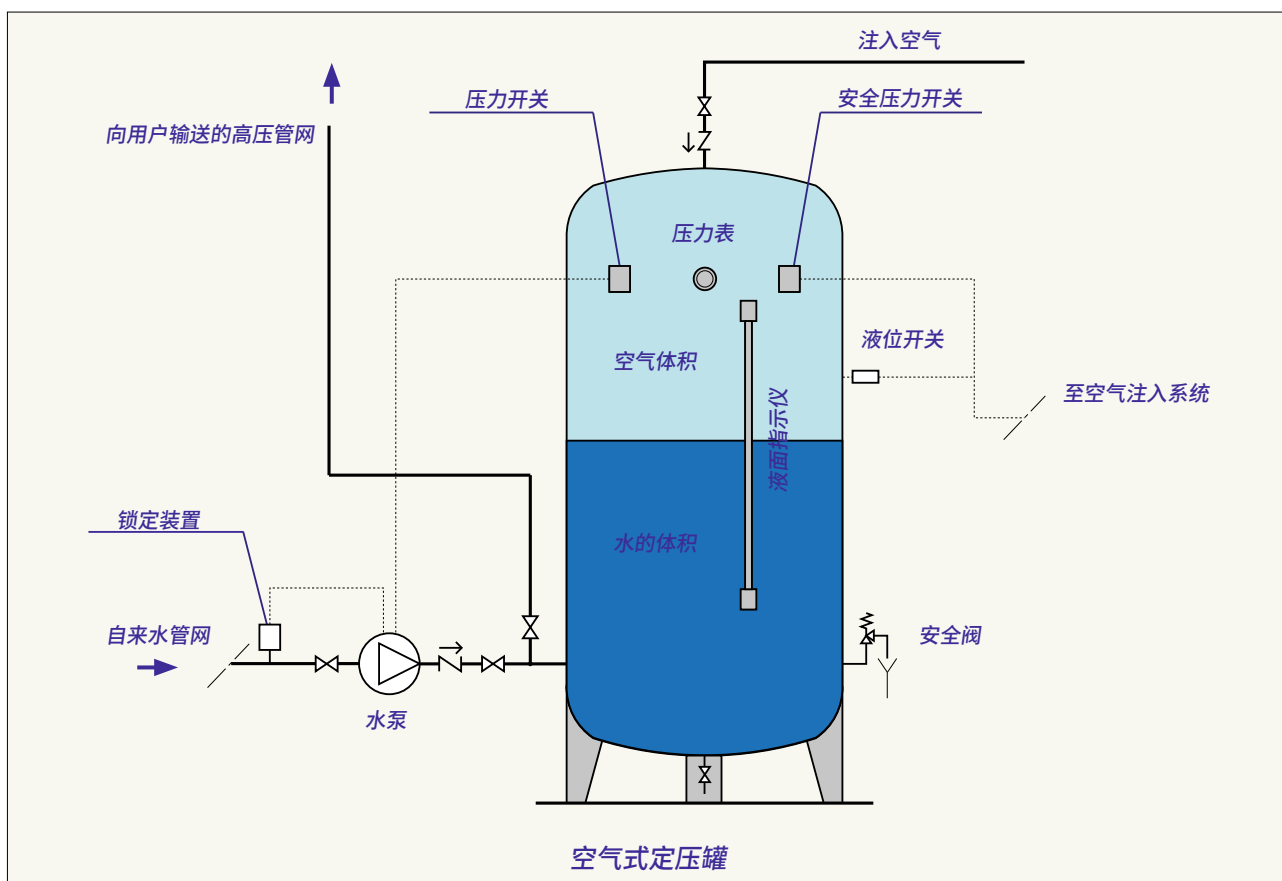 注入空气
压力开关
安全压力开关
向用户输送的高压管网
压力表
液位开关
空气体积
至空气注入系统
液面指示仪
锁定装置
水的体积
自来水管网
安全阀
水泵
空气式定压罐